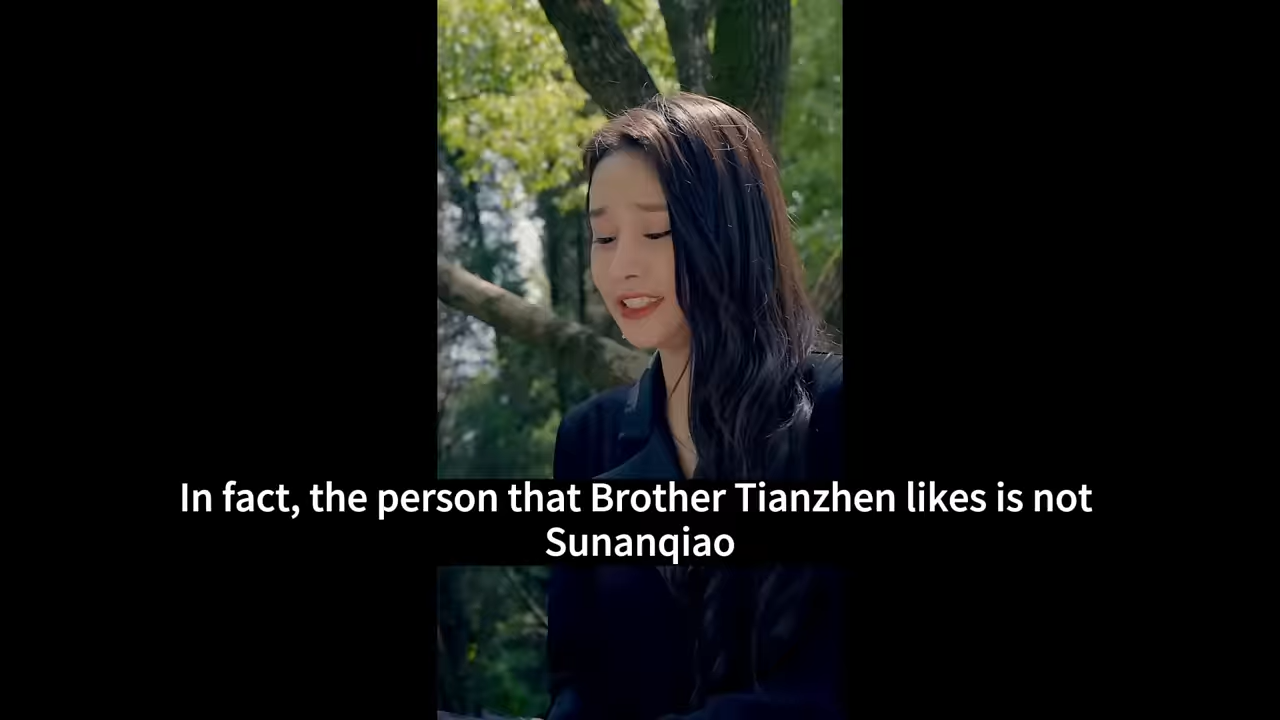 In fact, the person that Brother Tianzhen likes is not
Sunanqiao